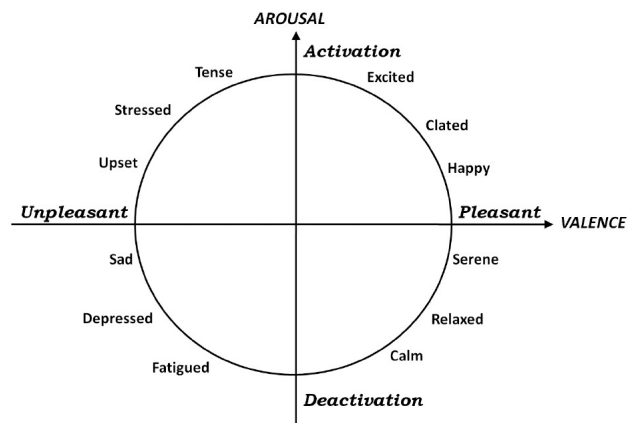 AROUSAL
Activation
Tense
Excited
Stressed
Clated
Upset
Happy
Unpleasant
Pleasant
VALENCE
Sad
Serene
Depressed
Relaxed
Calm
Fatigued
Deactivation